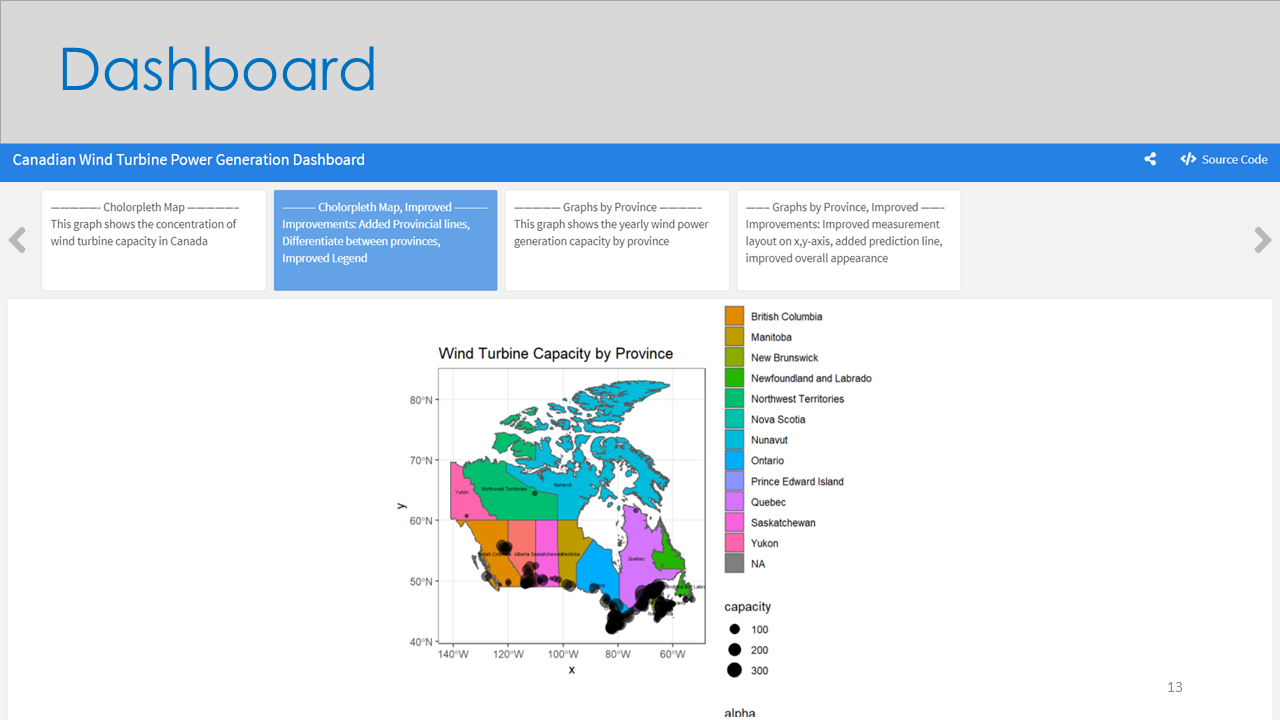 Dashboard
Canadian Wind Turbine Power Generation Dashboard
Source Code
—————- Cholorpleth Map —————–
This graph shows the concentration of
wind turbine capacity in Canada
——— Cholorpleth Map, Improved ———
Improvements: Added Provincial lines,
Differentiate between provinces,
Improved Legend
————— Graphs by Province ————–
This graph shows the yearly wind power
generation capacity by province
——– Graphs by Province, Improved ——–
Improvements: Improved measurement
layout on x,y-axis, added prediction line,
improved overall appearance
Wind Turbine Capacity by Province
80°N
70°N
60°N
50°N
40°N
y
140°W
120°W
100°W
80°W
60°W
x
Yukon
Northwest Territories
Nunavut
Alberta
Saskatchewan
Manitoba
Quebec
British Columbia
Manitoba
New Brunswick
Newfoundland and Labrado
Northwest Territories
Nova Scotia
Nunavut
Ontario
Prince Edward Island
Quebec
Saskatchewan
Yukon
NA
capacity
100
200
300
alpha
13